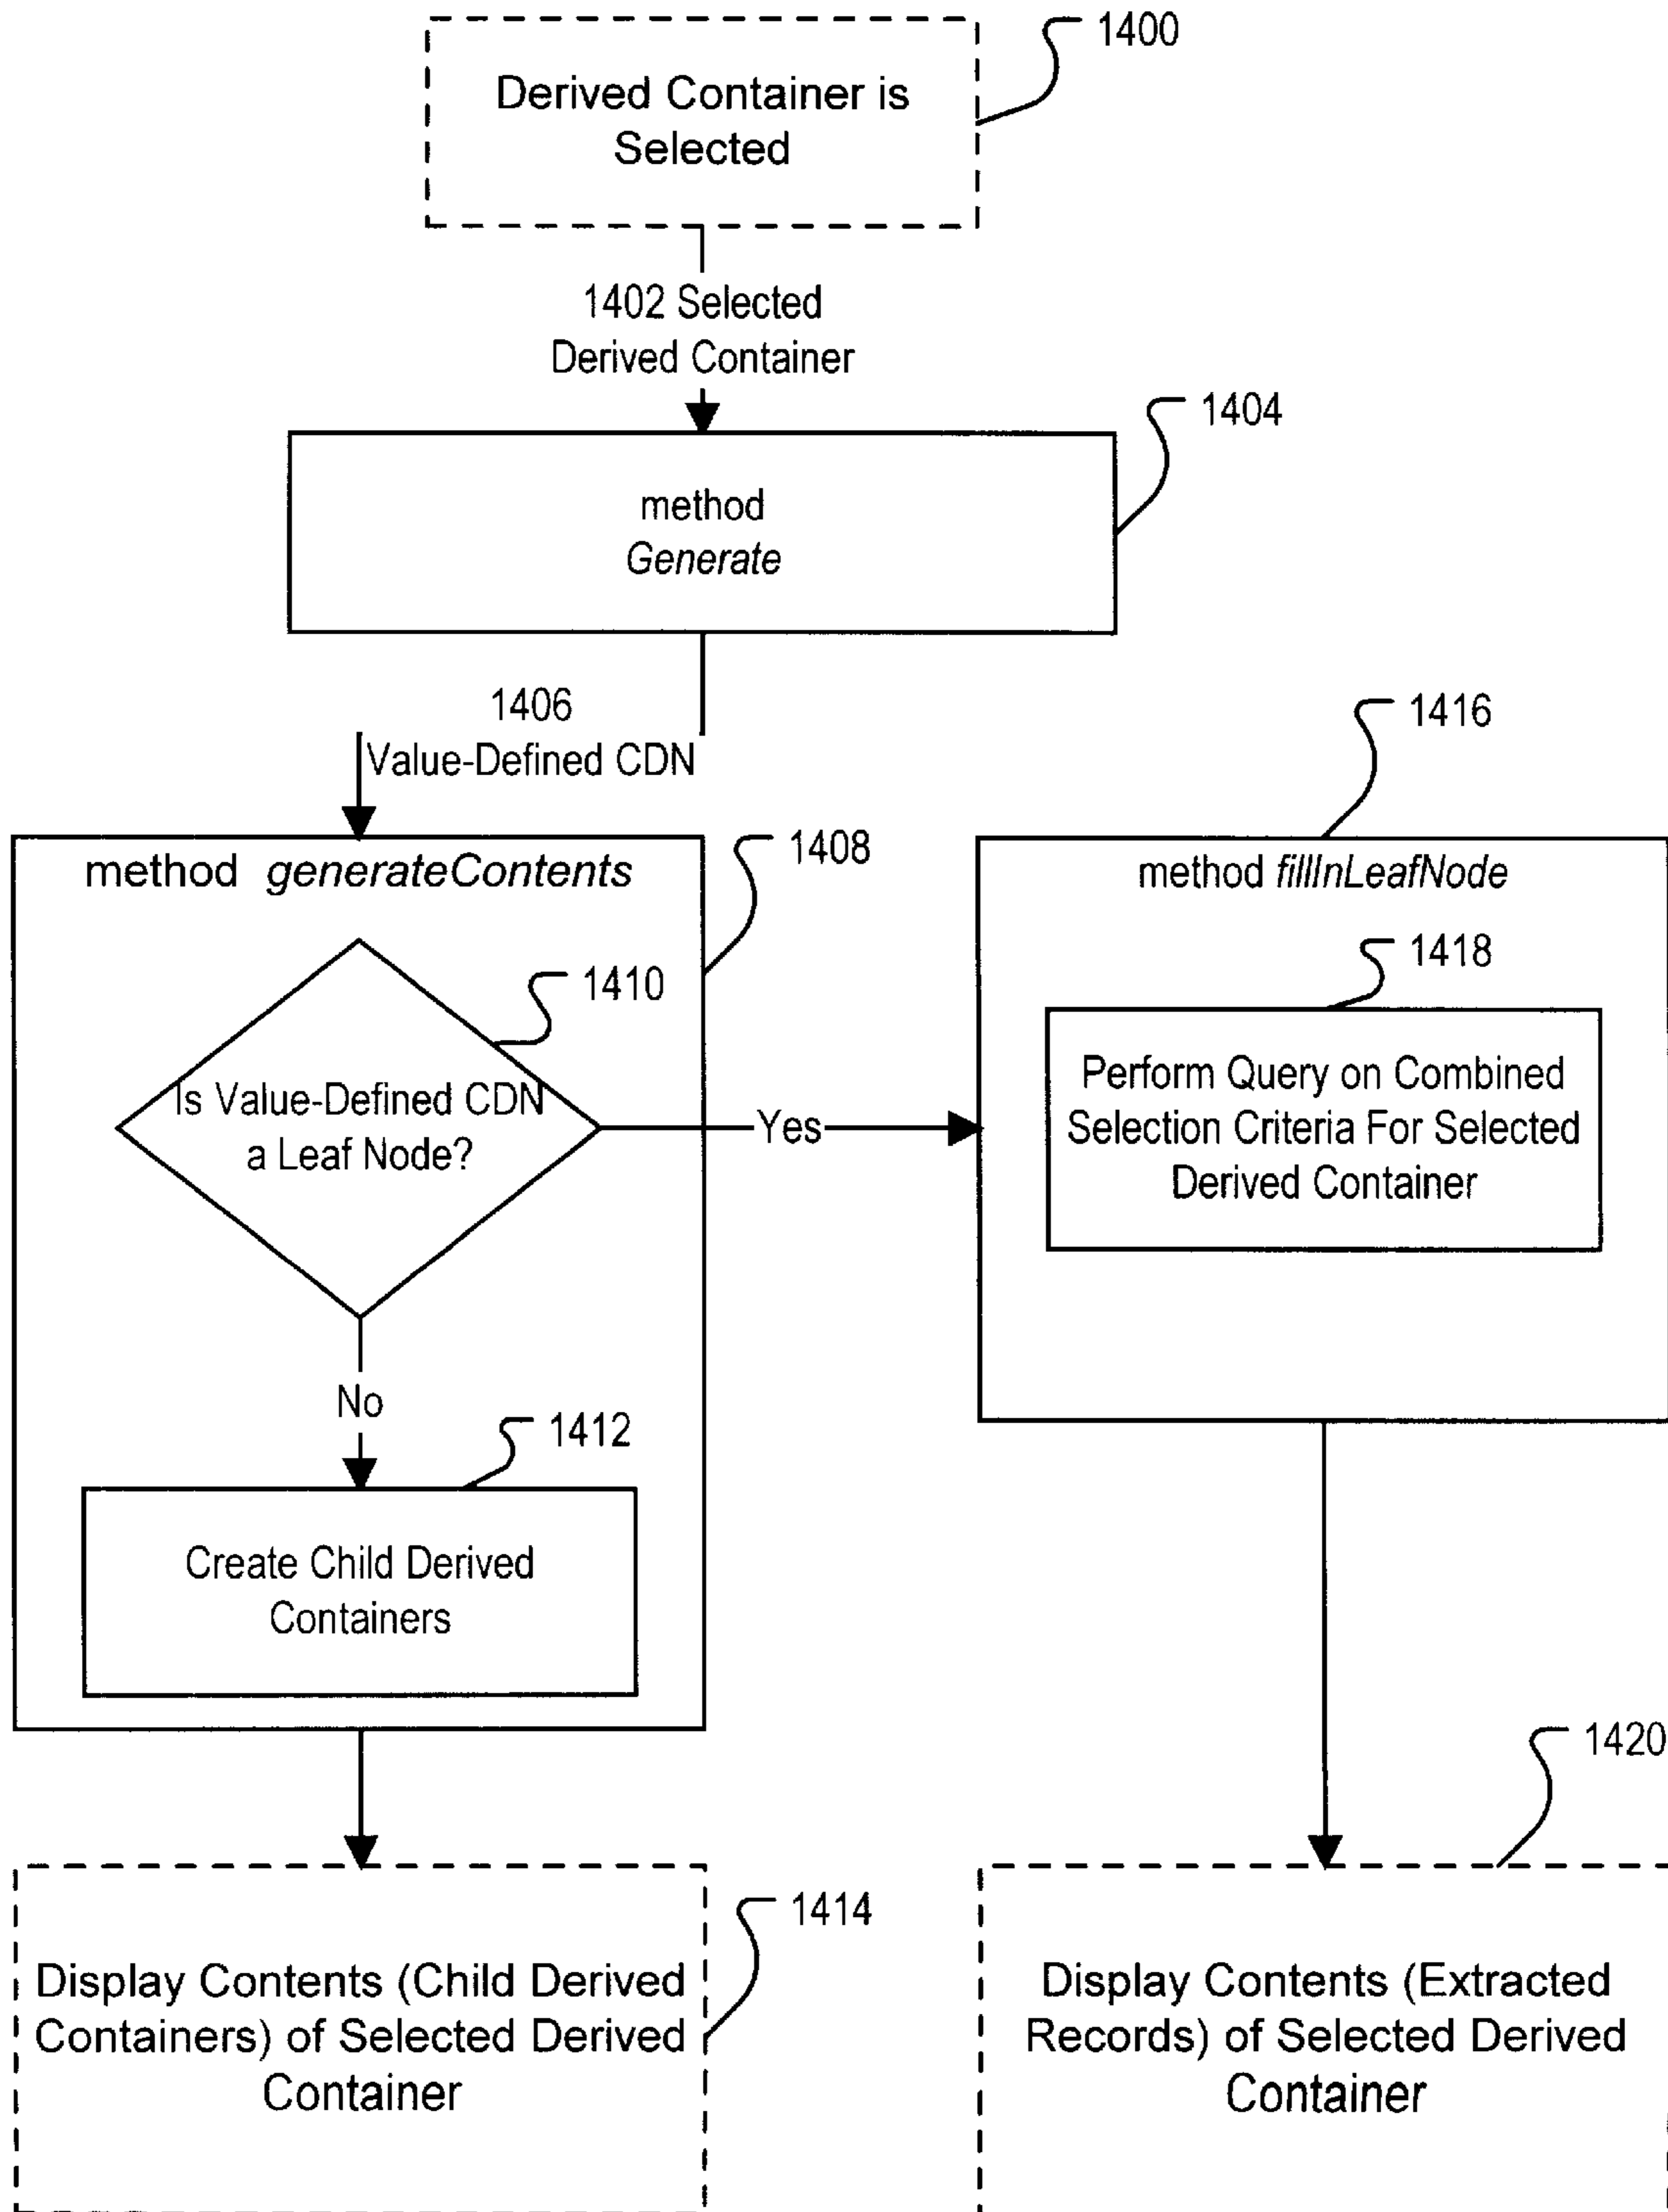 1400
Derived Container is
Selected
1402 Selected
Derived Container
1404
method
Generate
1406
Value-Defined CDN
1408
method generateContents
1410
Is Value-Defined CDN
a Leaf Node?
Yes
No
1412
Create Child Derived
Containers
1416
method fillInLeafNode
1418
Perform Query on Combined
Selection Criteria For Selected
Derived Container
1414
Display Contents (Child Derived
Containers) of Selected Derived
Container
1420
Display Contents (Extracted
Records) of Selected Derived
Container